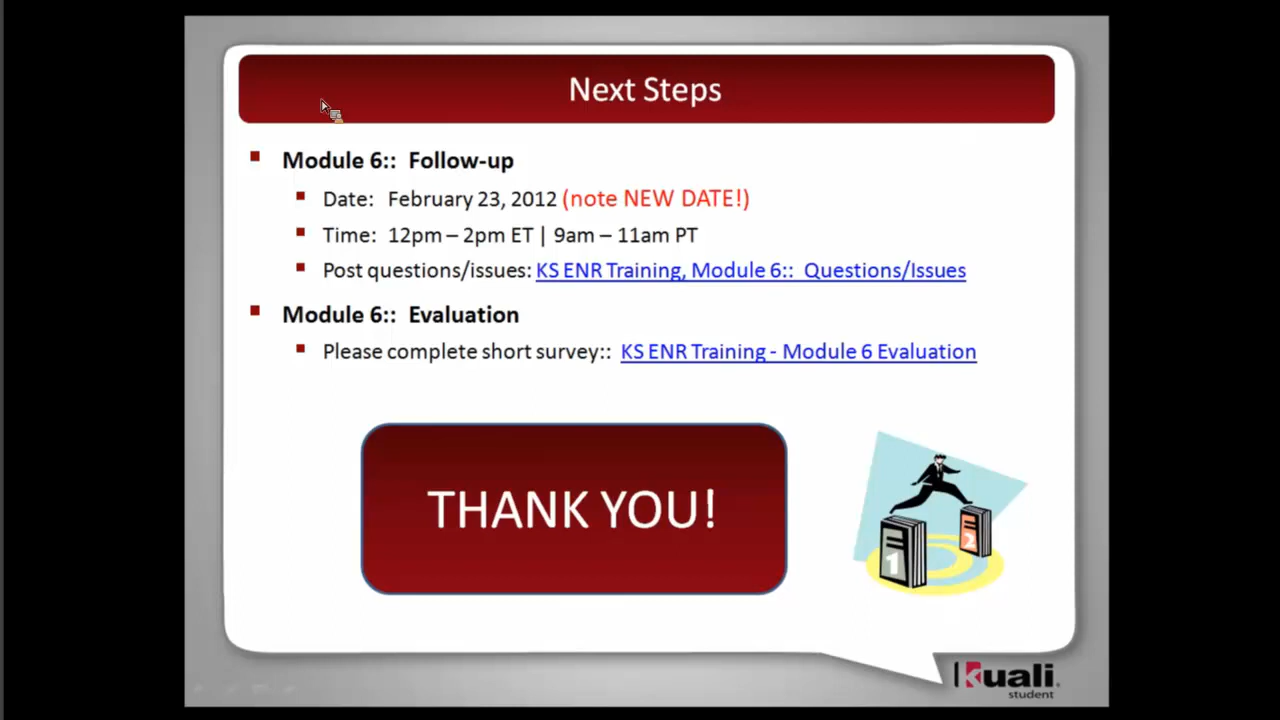 Next Steps
Module 6:: Follow-up
Date: February 23, 2012 (note NEW DATE!)
Time: 12pm – 2pm ET | 9am – 11am PT
Post questions/issues: KS ENR Training, Module 6:: Questions/Issues
Module 6:: Evaluation
Please complete short survey:: KS ENR Training - Module 6 Evaluation
THANK YOU!
1
2
kuali
student